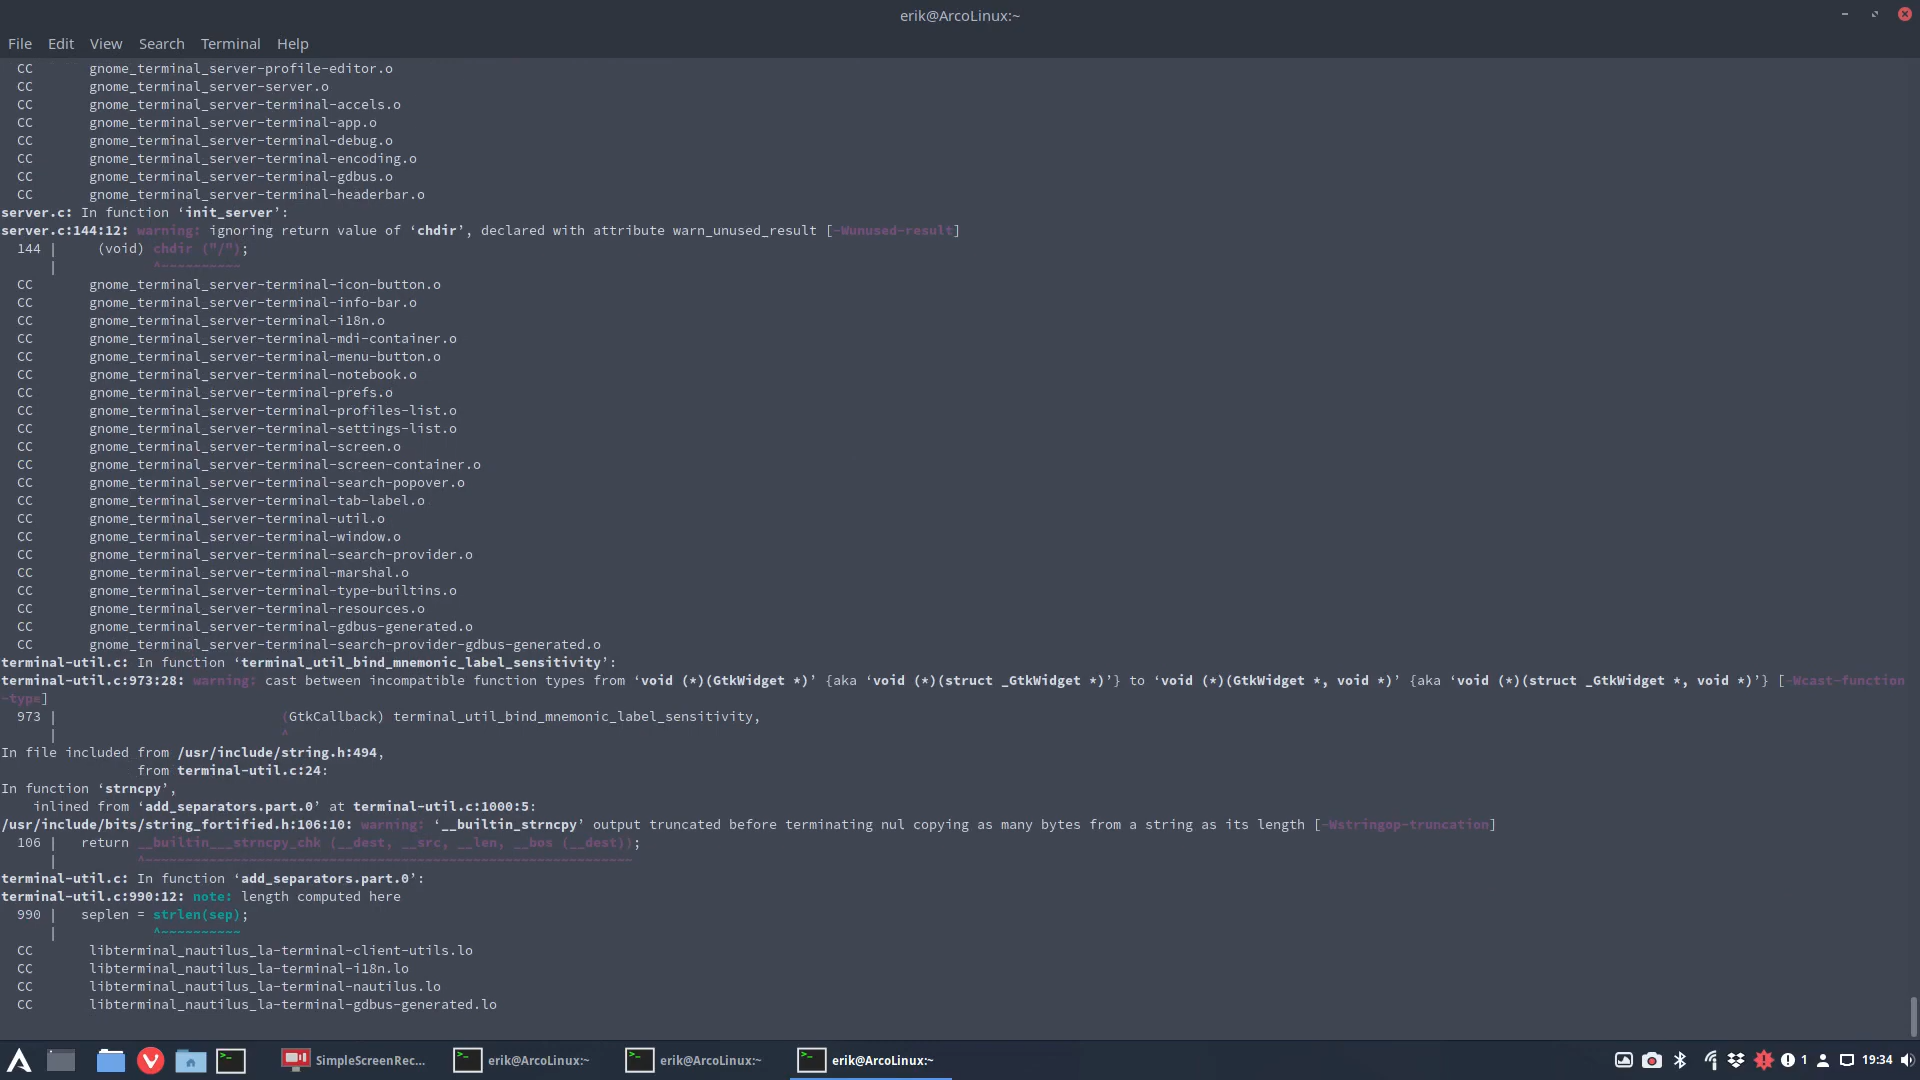 erik@ArcoLinux:~
File Edit View Search Terminal Help
CC gnome_terminal_server-profile-editor.o
CC gnome_terminal_server-server.o
CC gnome_terminal_server-terminal-accels.o
CC gnome_terminal_server-terminal-app.o
CC gnome_terminal_server-terminal-debug.o
CC gnome_terminal_server-terminal-encoding.o
CC gnome_terminal_server-terminal-gdbus.o
CC gnome_terminal_server-terminal-headerbar.o
server.c: In function ‘init_server’:
server.c:144:12: warning: ignoring return value of ‘chdir’, declared with attribute warn_unused_result [-Wunused-result]
144 | (void) chdir ("/");
| ^~~~~~~~~~~
CC gnome_terminal_server-terminal-icon-button.o
CC gnome_terminal_server-terminal-info-bar.o
CC gnome_terminal_server-terminal-i18n.o
CC gnome_terminal_server-terminal-mdi-container.o
CC gnome_terminal_server-terminal-menu-button.o
CC gnome_terminal_server-terminal-notebook.o
CC gnome_terminal_server-terminal-prefs.o
CC gnome_terminal_server-terminal-profiles-list.o
CC gnome_terminal_server-terminal-settings-list.o
CC gnome_terminal_server-terminal-screen.o
CC gnome_terminal_server-terminal-screen-container.o
CC gnome_terminal_server-terminal-search-popover.o
CC gnome_terminal_server-terminal-tab-label.o
CC gnome_terminal_server-terminal-util.o
CC gnome_terminal_server-terminal-window.o
CC gnome_terminal_server-terminal-search-provider.o
CC gnome_terminal_server-terminal-marshal.o
CC gnome_terminal_server-terminal-type-builtins.o
CC gnome_terminal_server-terminal-resources.o
CC gnome_terminal_server-terminal-gdbus-generated.o
CC gnome_terminal_server-terminal-search-provider-gdbus-generated.o
terminal-util.c: In function ‘terminal_util_bind_mnemonic_label_sensitivity’:
terminal-util.c:973:28: warning: cast between incompatible function types from ‘void (*)(GtkWidget *)’ {aka ‘void (*)(struct _GtkWidget *)’} to ‘void (*)(GtkWidget *, void *)’ {aka ‘void (*)(struct _GtkWidget *, void *)’} [-Wcast-function
-type]
973 | (GtkCallback) terminal_util_bind_mnemonic_label_sensitivity,
| ^
In file included from /usr/include/string.h:494,
from terminal-util.c:24:
In function ‘strncpy’,
inlined from ‘add_separators.part.0’ at terminal-util.c:1000:5:
/usr/include/bits/string_fortified.h:106:10: warning: ‘__builtin_strncpy’ output truncated before terminating nul copying as many bytes from a string as its length [-Wstringop-truncation]
106 | return __builtin___strncpy_chk (__dest, __src, __len, __bos (__dest));
| ^~~~~~~~~~~~~~~~~~~~~~~~~~~~~~~~~~~~~~~~~~~~~~~~~~~~~~~~~~~~~~
terminal-util.c: In function ‘add_separators.part.0’:
terminal-util.c:990:12: note: length computed here
990 | seplen = strlen(sep);
| ^~~~~~~~~~~
CC libterminal_nautilus_la-terminal-client-utils.lo
CC libterminal_nautilus_la-terminal-i18n.lo
CC libterminal_nautilus_la-terminal-nautilus.lo
CC libterminal_nautilus_la-terminal-gdbus-generated.lo
SimpleScreenRec... erik@ArcoLinux:~ erik@ArcoLinux:~ erik@ArcoLinux:~ 1 19:34